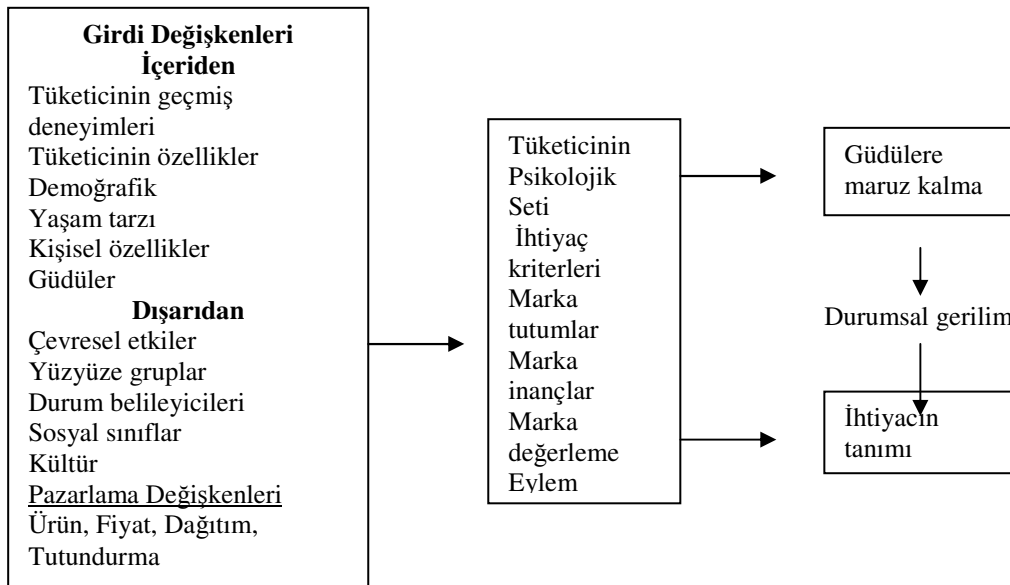 Girdi Değişkenleri
İçeriden
Tüketicinin geçmiş
deneyimleri
Tüketicinin özellikler
Demoğrafik
Yaşam tarzı
Kişisel özellikler
Güdüler
Dışarıdan
Çevresel etkiler
Yüzyüze gruplar
Durum belileyicileri
Sosyal sınıflar
Kültür
Pazarlama Değişkenleri
Ürün, Fiyat, Dağıtım,
Tutundurma
Tüketicinin
Psikolojik
Seti
İhtiyaç
kriterleri
Marka
tutumlar
Marka
inançlar
Marka
değerleme
Eylem
Güdülere
maruz kalma
Durumsal gerilim
İhtiyacın
tanımı